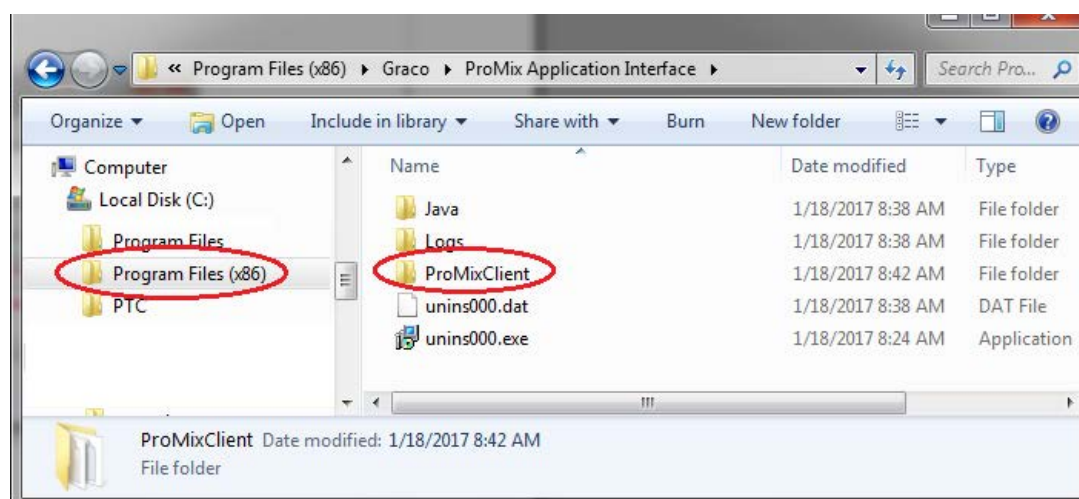 « Program Files (x86) ▸ Graco ▸ ProMix Application Interface ▸ Search Pro...
Organize ▾ Open Include in library ▾ Share with ▾ Burn New folder
Computer
Local Disk (C:)
Program Files
Program Files (x86)
PTC
Name Date modified Type
Java 1/18/2017 8:38 AM File folder
Logs 1/18/2017 8:38 AM File folder
ProMixClient 1/18/2017 8:42 AM File folder
unins000.dat 1/18/2017 8:38 AM DAT File
unins000.exe 1/18/2017 8:24 AM Application
ProMixClient Date modified: 1/18/2017 8:42 AM
File folder